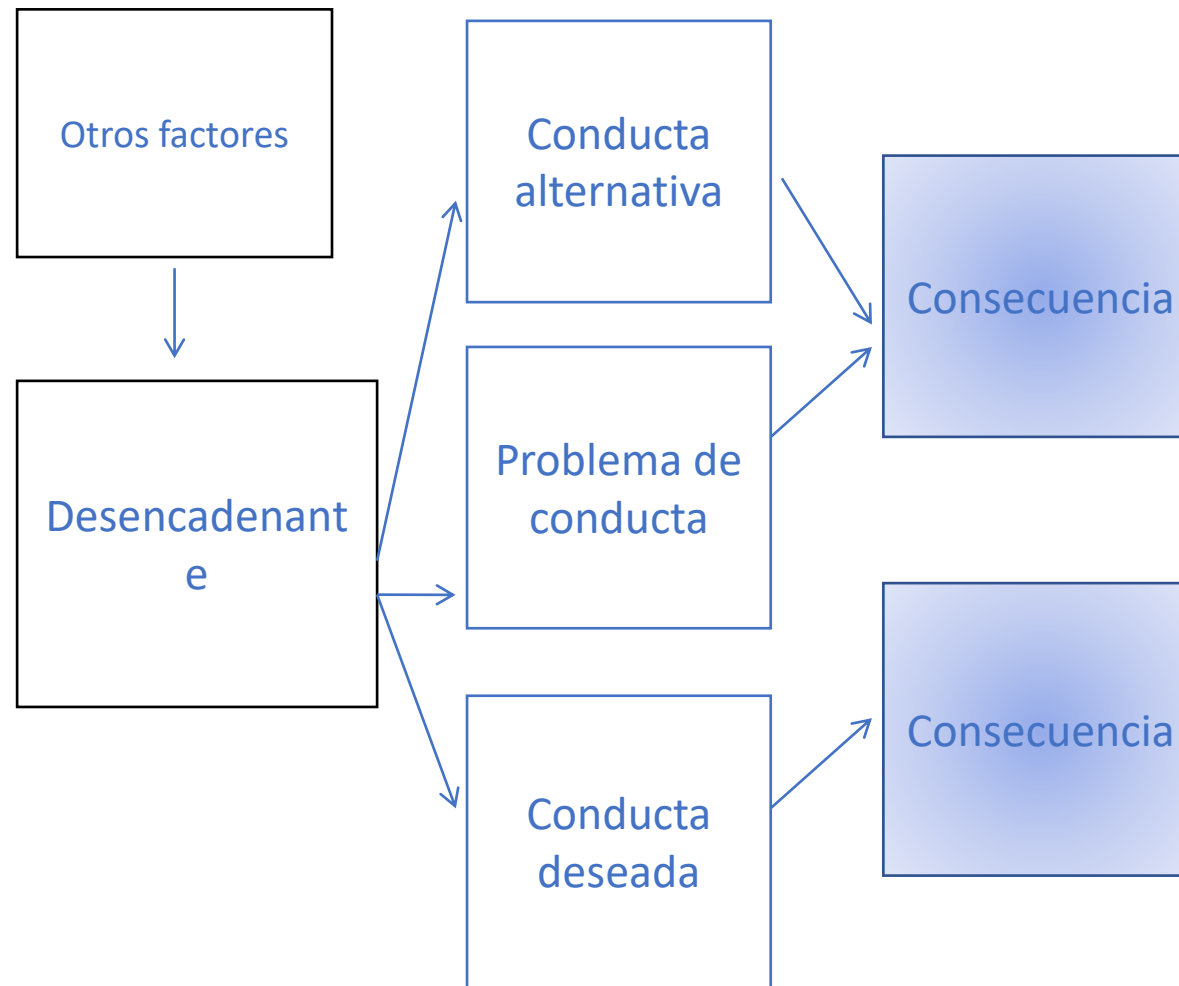 Otros factores
Desencadenant
e
Conducta
alternativa
Problema de
conducta
Conducta
deseada
Consecuencia
Consecuencia